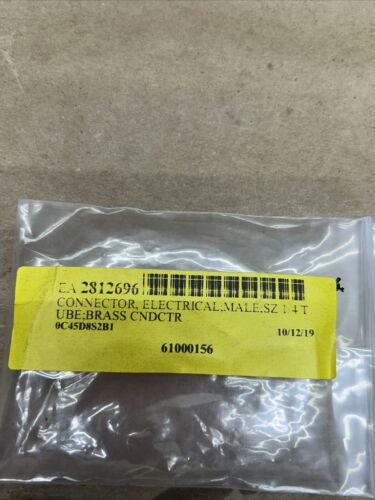 EA 2812696
CONNECTOR, ELECTRICAL,MALE,SZ 1 4 T
UBE;BRASS CNDCTR
0C45D8S2B1 10/12/19
61000156